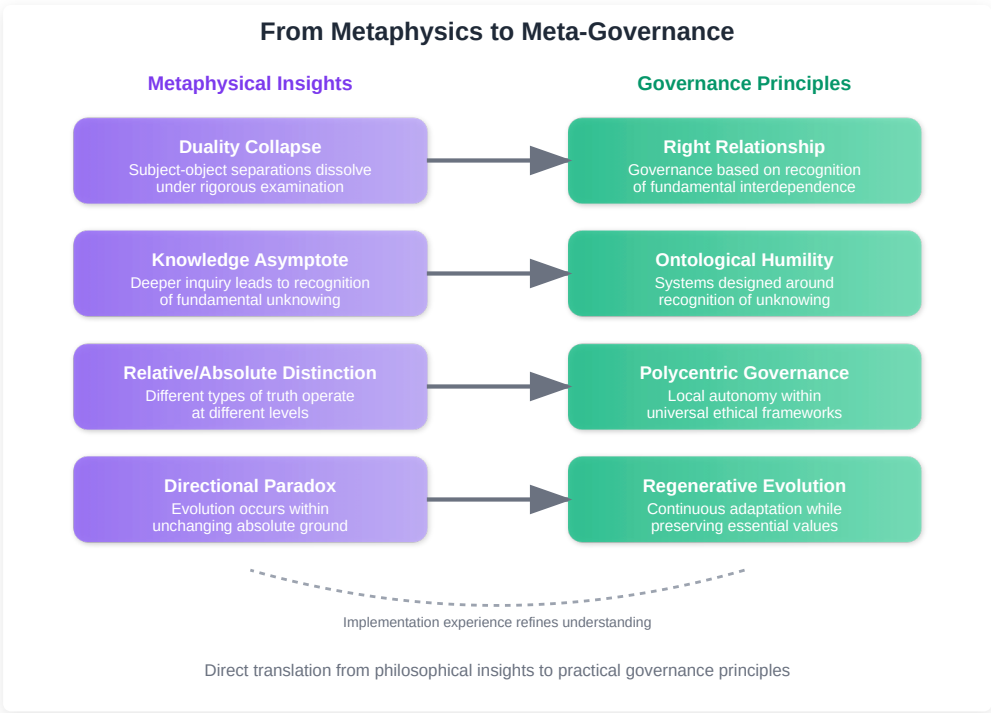 From Metaphysics to Meta-Governance
Metaphysical Insights
Governance Principles
Duality Collapse
Subject-object separations dissolve
under rigorous examination
Right Relationship
Governance based on recognition
of fundamental interdependence
Knowledge Asymptote
Deeper inquiry leads to recognition
of fundamental unknowing
Ontological Humility
Systems designed around
recognition of unknowing
Relative/Absolute Distinction
Different types of truth operate
at different levels
Polycentric Governance
Local autonomy within
universal ethical frameworks
Directional Paradox
Evolution occurs within
unchanging absolute ground
Regenerative Evolution
Continuous adaptation while
preserving essential values
Implementation experience refines understanding
Direct translation from philosophical insights to practical governance principles